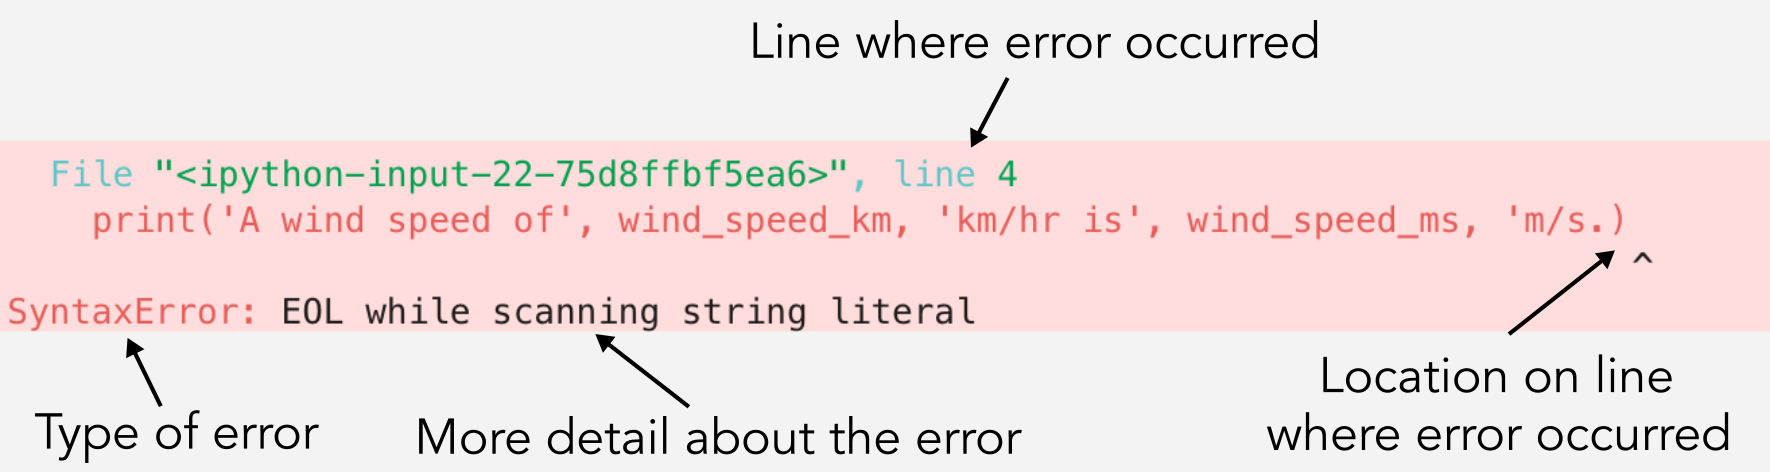 Line where error occurred
File "<ipython-input-22-75d8ffbf5ea6>", line 4
print('A wind speed of', wind_speed_km, 'km/hr is', wind_speed_ms, 'm/s.)
^
SyntaxError: EOL while scanning string literal
Type of error
More detail about the error
Location on line
where error occurred